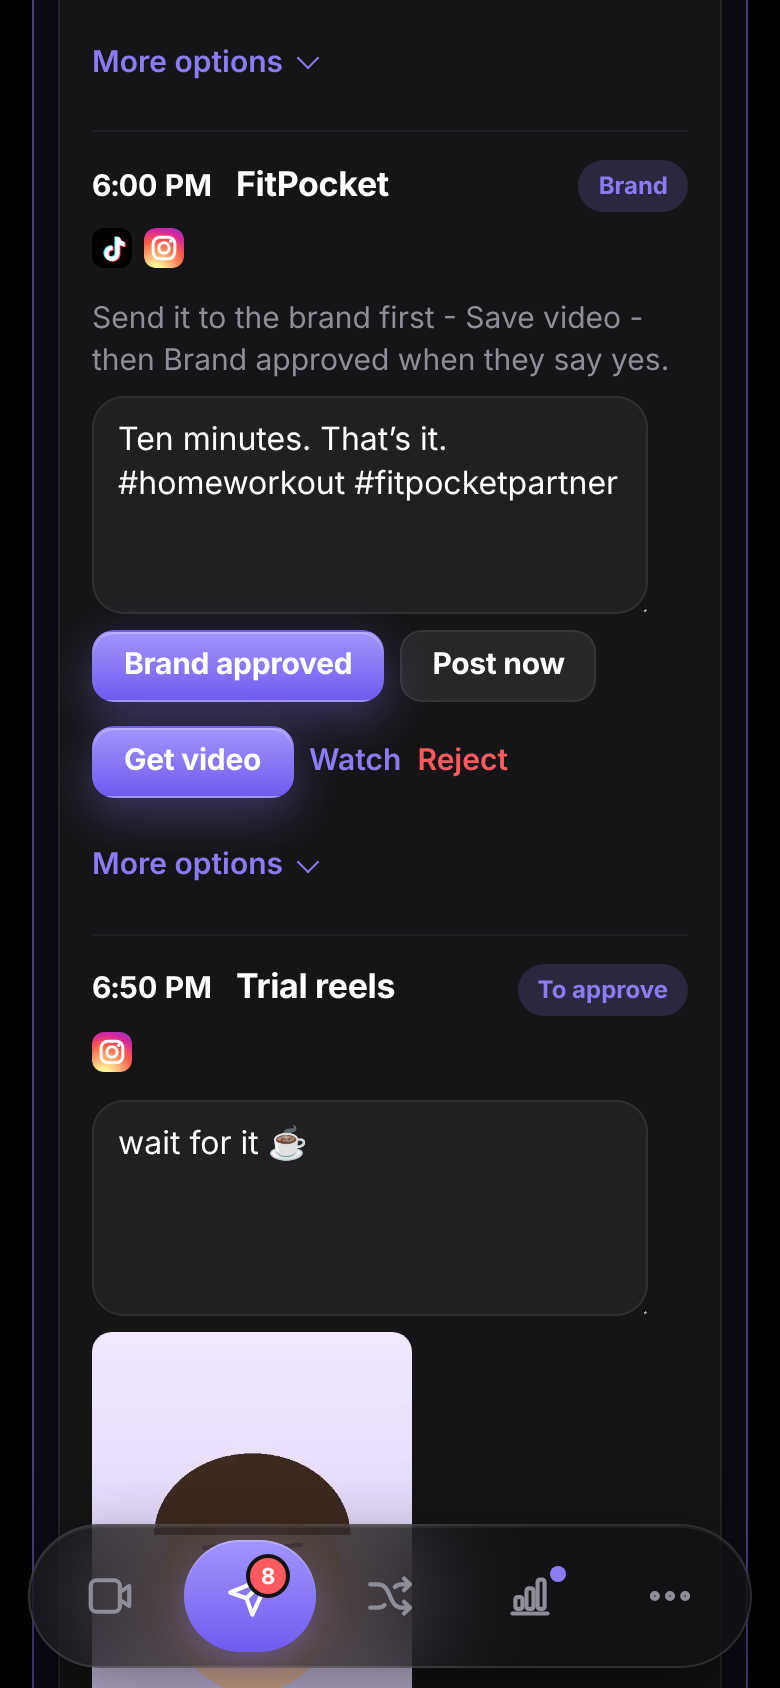 More options
6:00 PM FitPocket Brand
Send it to the brand first - Save video -
then Brand approved when they say yes.
Ten minutes. That’s it.
#homeworkout #fitpocketpartner
Brand approved Post now
Get video Watch Reject
More options
6:50 PM Trial reels To approve
wait for it ☕
8